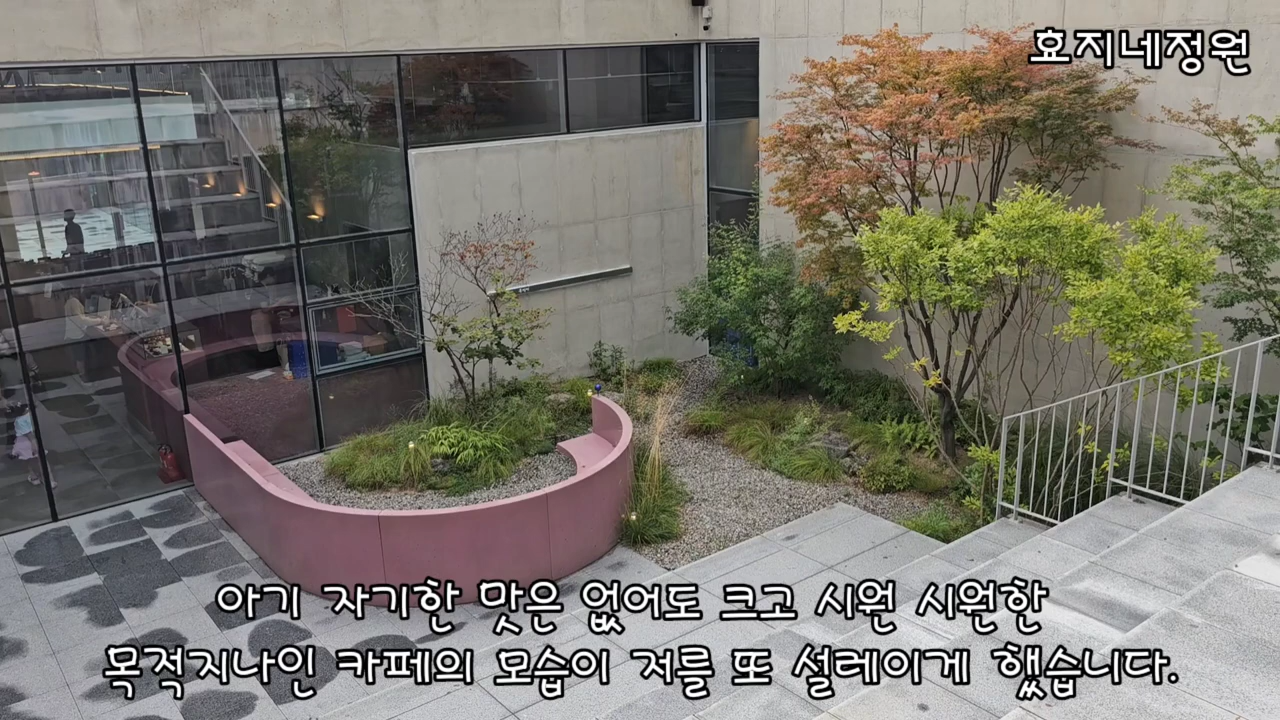 효지네정원
아기 자기한 맛은 없어도 크고 시원 시원한
목적지나인 카페의 모습이 저를 또 설레이게 했습니다.